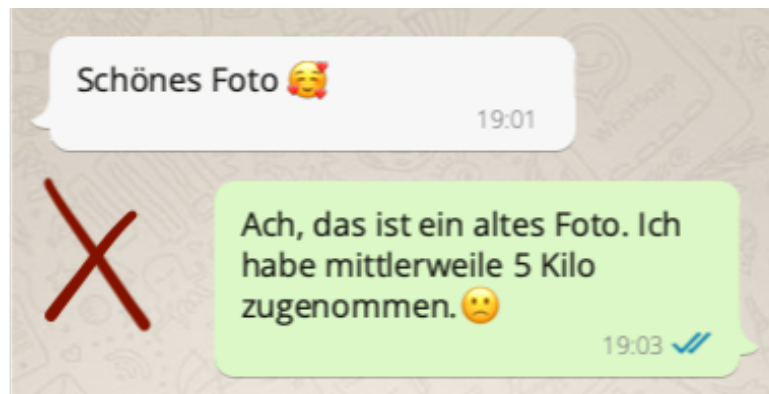 Schönes Foto 🥰
19:01
Ach, das ist ein altes Foto. Ich
habe mittlerweile 5 Kilo
zugenommen.🙁
19:03